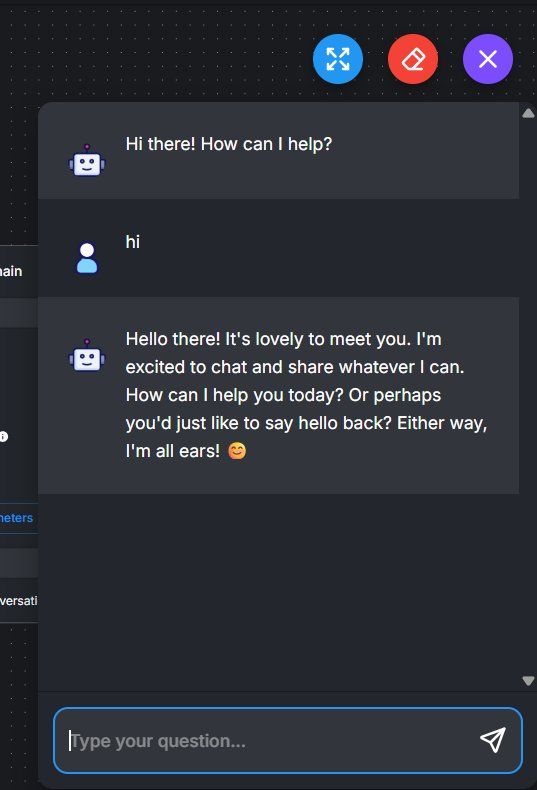 Hi there! How can I help?
hi
Hello there! It's lovely to meet you. I'm
excited to chat and share whatever I can.
How can I help you today? Or perhaps
you'd just like to say hello back? Either way,
I'm all ears! 😊
ain
neters
versati
Type your question...